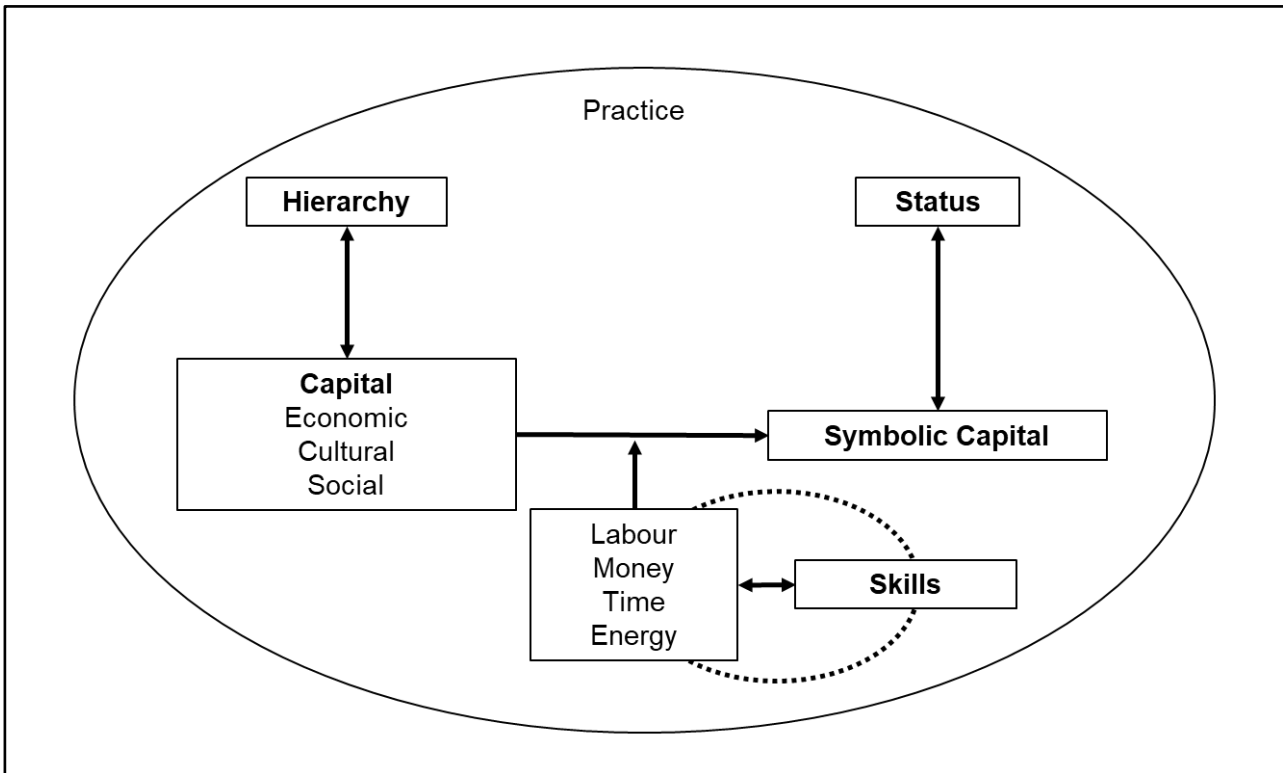 Practice
Hierarchy
Status
Capital
Economic
Cultural
Social
Symbolic Capital
Labour
Money
Time
Energy
Skills